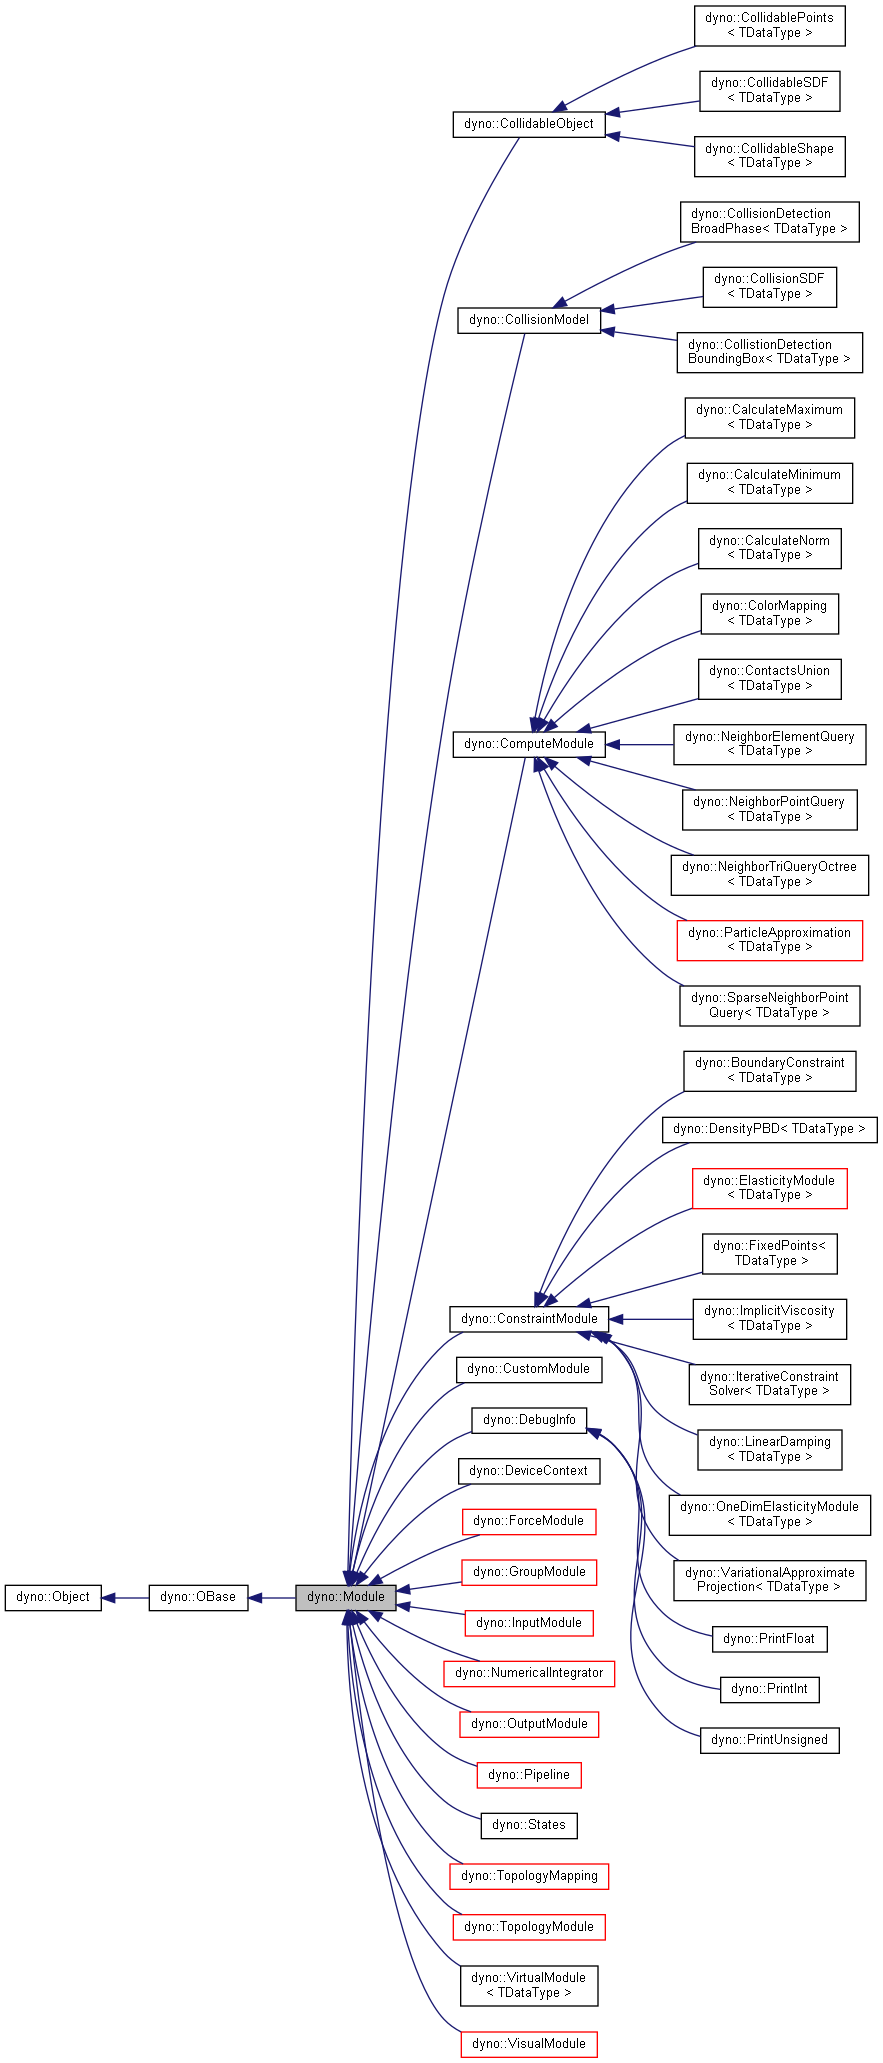 dyno::CollidablePoints
< TDataType >
dyno::CollidableSDF
< TDataType >
dyno::CollidableObject
dyno::CollidableShape
< TDataType >
dyno::CollisionDetection
BroadPhase< TDataType >
dyno::CollisionSDF
< TDataType >
dyno::CollisionModel
dyno::CollistionDetection
BoundingBox< TDataType >
dyno::CalculateMaximum
< TDataType >
dyno::CalculateMinimum
< TDataType >
dyno::CalculateNorm
< TDataType >
dyno::ColorMapping
< TDataType >
dyno::ContactsUnion
< TDataType >
dyno::ComputeModule
dyno::NeighborElementQuery
< TDataType >
dyno::NeighborPointQuery
< TDataType >
dyno::NeighborTriQueryOctree
< TDataType >
dyno::ParticleApproximation
< TDataType >
dyno::SparseNeighborPoint
Query< TDataType >
dyno::BoundaryConstraint
< TDataType >
dyno::DensityPBD< TDataType >
dyno::ElasticityModule
< TDataType >
dyno::FixedPoints<
TDataType >
dyno::ConstraintModule
dyno::ImplicitViscosity
< TDataType >
dyno::CustomModule
dyno::IterativeConstraint
Solver< TDataType >
dyno::DebugInfo
dyno::LinearDamping
< TDataType >
dyno::DeviceContext
dyno::OneDimElasticityModule
< TDataType >
dyno::ForceModule
dyno::GroupModule
dyno::VariationalApproximate
Projection< TDataType >
dyno::Object
dyno::OBase
dyno::Module
dyno::InputModule
dyno::PrintFloat
dyno::NumericalIntegrator
dyno::PrintInt
dyno::OutputModule
dyno::PrintUnsigned
dyno::Pipeline
dyno::States
dyno::TopologyMapping
dyno::TopologyModule
dyno::VirtualModule
< TDataType >
dyno::VisualModule